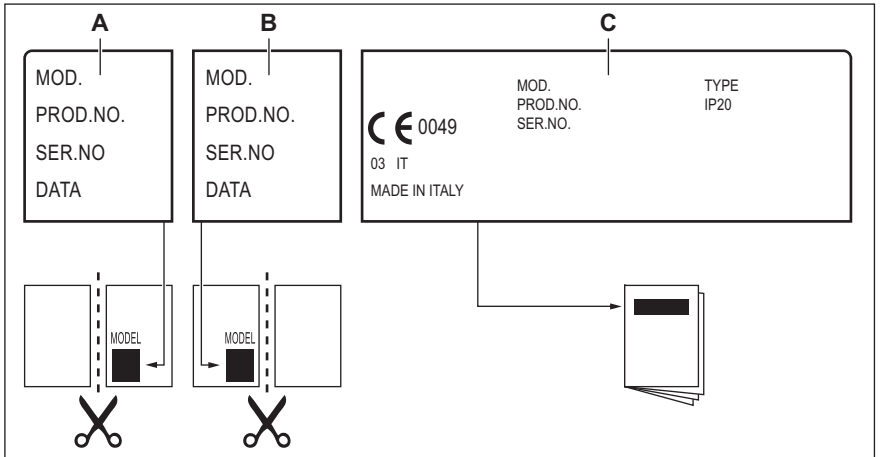 A
B
C
MOD.
PROD.NO.
SER.NO
DATA
MOD.
PROD.NO.
SER.NO
DATA
MOD.
PROD.NO.
SER.NO.
TYPE
IP20
CE 0049
03 IT
MADE IN ITALY
MODEL
MODEL